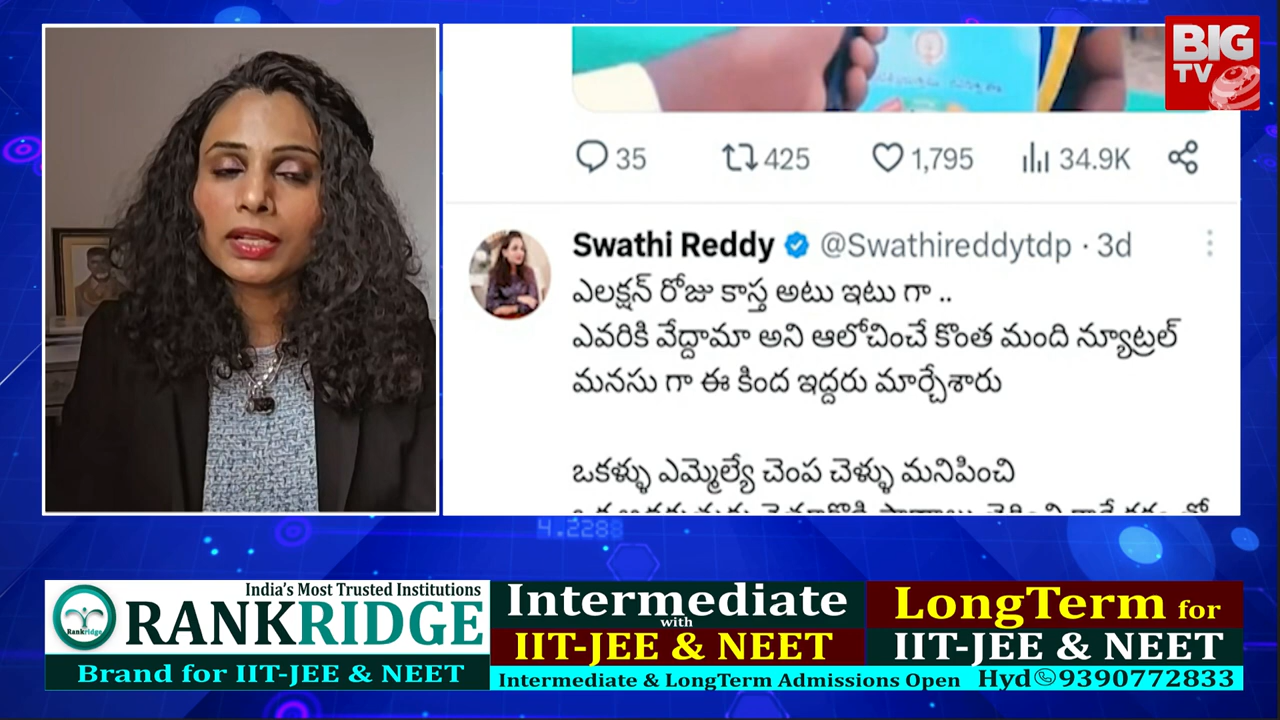 BIG
TV
35 425 1,795 34.9K
Swathi Reddy @Swathireddytdp · 3d
ఎలక్షన్ రోజు కాస్త అటు ఇటు గా ..
ఎవరికి వేద్దామా అని ఆలోచించే కొంత మంది న్యూట్రల్
మనసు గా ఈ కింద ఇద్దరు మార్చేశారు
ఒకళ్ళు ఎమ్మెల్యే చెంప చెళ్ళు మనిపించి
4.2288
India's Most Trusted Institutions
Rankridge
RANKRIDGE
Brand for IIT-JEE & NEET
Intermediate
with
IIT-JEE & NEET
LongTerm for
IIT-JEE & NEET
Intermediate & LongTerm Admissions Open Hyd 9390772833